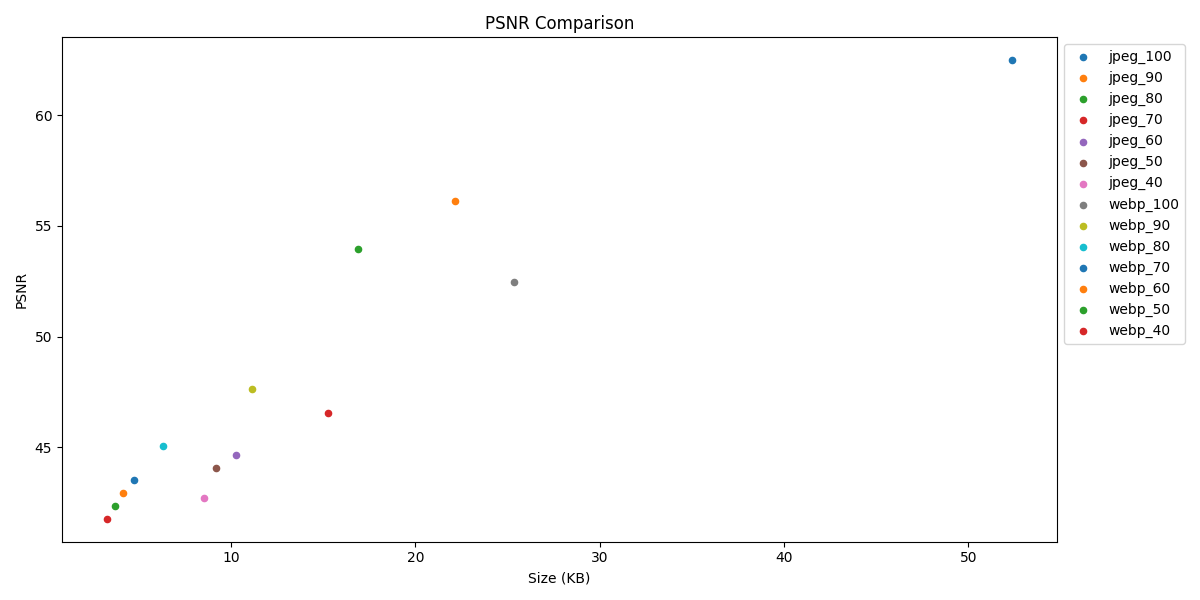 PSNR Comparison
60
55
50
45
PSNR
10
20
30
40
50
Size (KB)
jpeg_100
jpeg_90
jpeg_80
jpeg_70
jpeg_60
jpeg_50
jpeg_40
webp_100
webp_90
webp_80
webp_70
webp_60
webp_50
webp_40